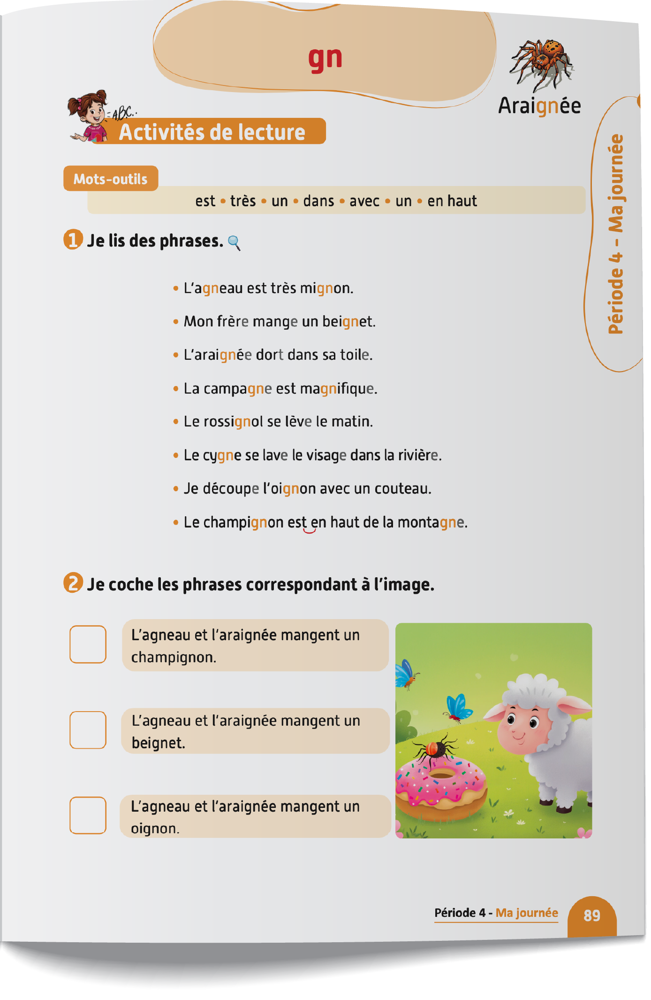 gn
Araignée
ABC..
Activités de lecture
Mots-outils
est • très • un • dans • avec • un • en haut
1 Je lis des phrases.
• L'agneau est très mignon.
• Mon frère mange un beignet.
• L'araignée dort dans sa toile.
• La campagne est magnifique.
• Le rossignol se lève le matin.
• Le cygne se lave le visage dans la rivière.
• Je découpe l'oignon avec un couteau.
• Le champignon est en haut de la montagne.
2 Je coche les phrases correspondant à l'image.
L'agneau et l'araignée mangent un
champignon.
L'agneau et l'araignée mangent un
beignet.
L'agneau et l'araignée mangent un
oignon.
Période 4 - Ma journée
Période 4 - Ma journée
89